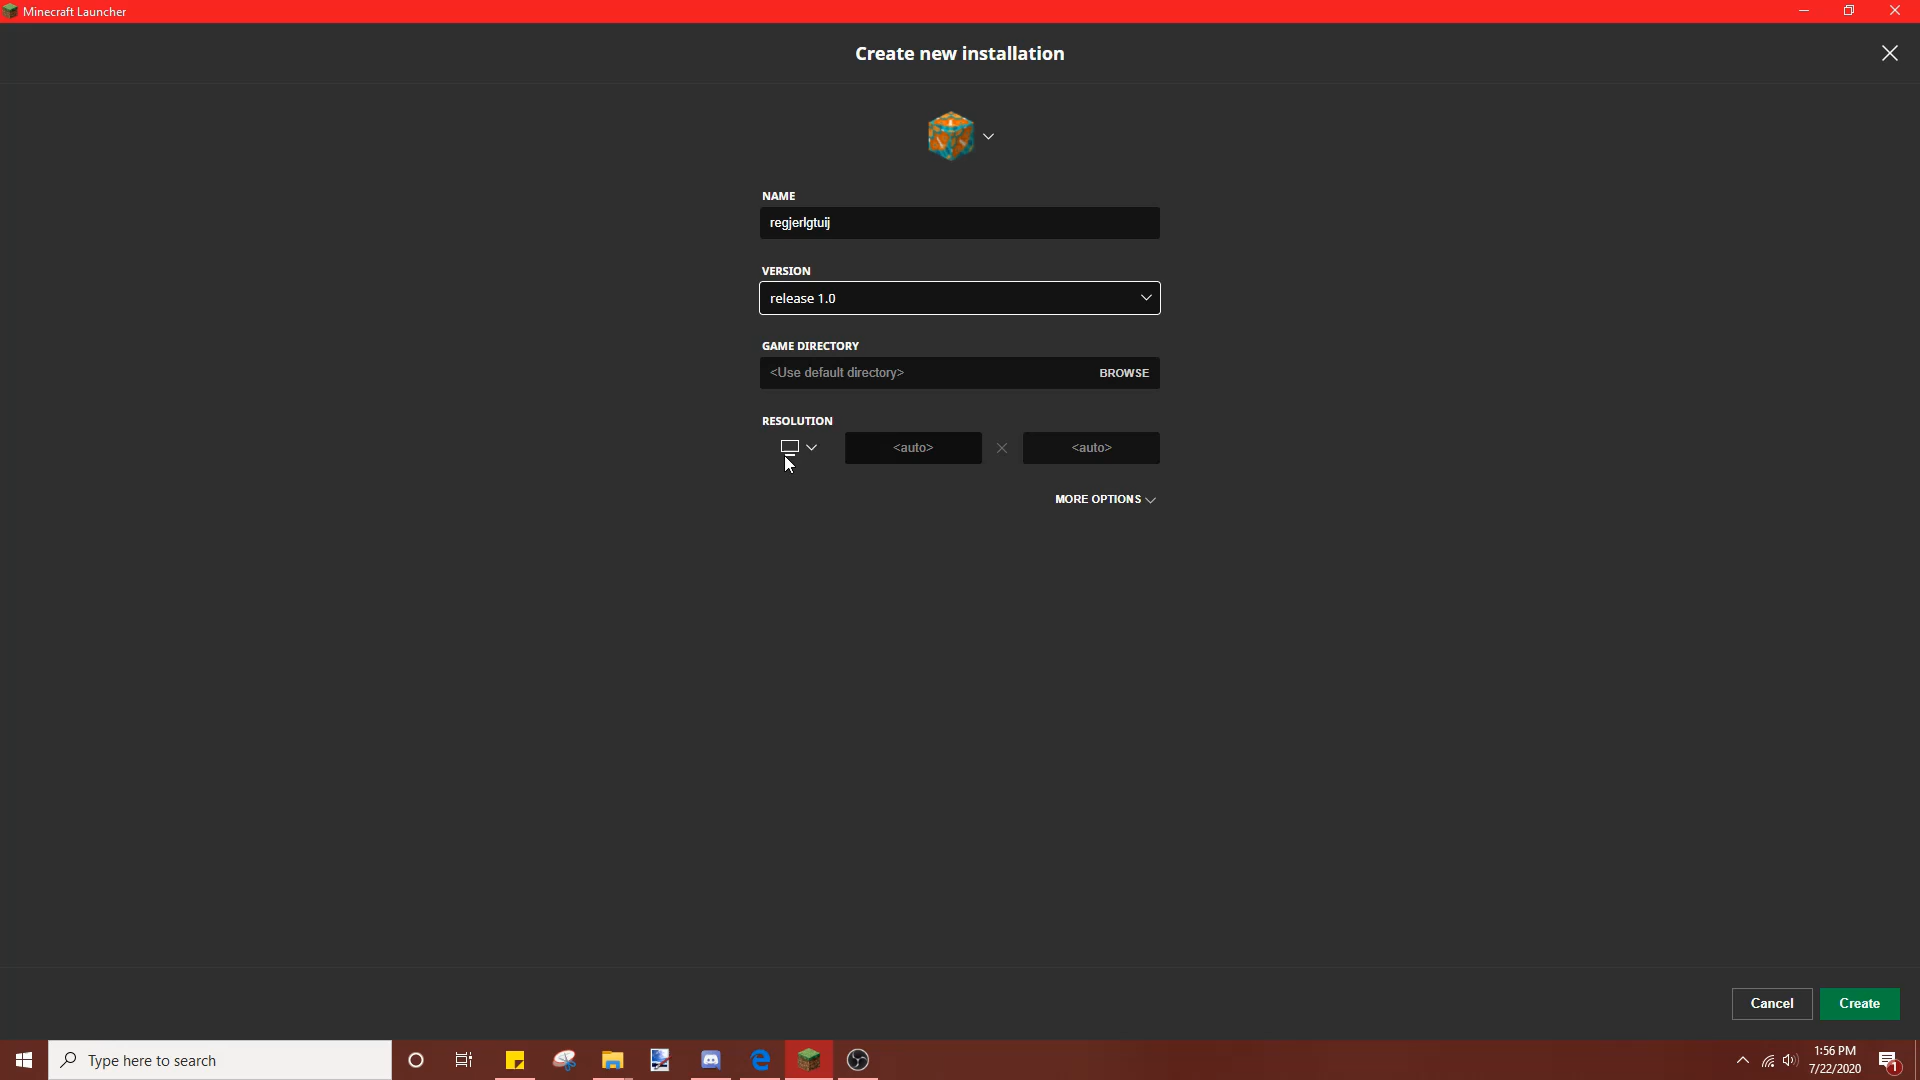 Minecraft Launcher
Create new installation
NAME
regjerlgtuij
VERSION
release 1.0
GAME DIRECTORY
<Use default directory>
BROWSE
RESOLUTION
<auto>
<auto>
MORE OPTIONS
Cancel
Create
Type here to search
1:56 PM
7/22/2020
1